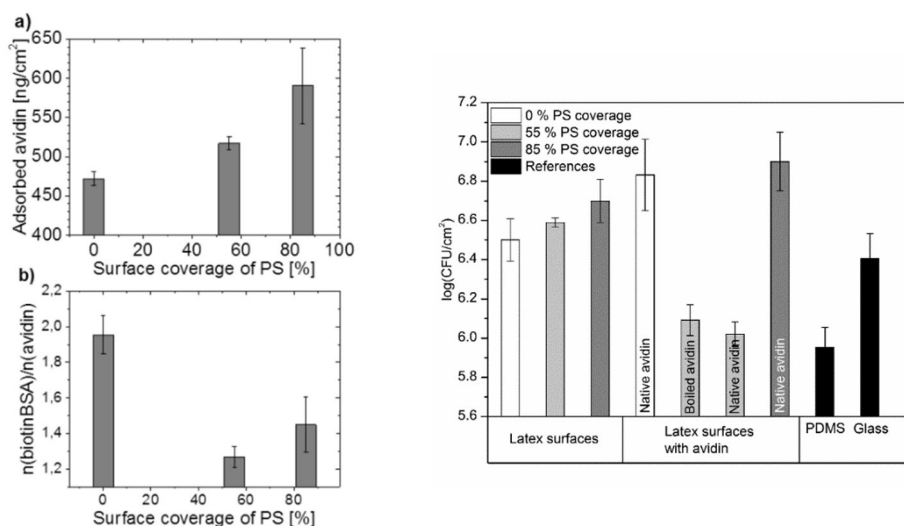 a)
650
600
550
500
450
400
Adsorbed avidin [ng/cm²]
0 20 40 60 80 100
Surface coverage of PS [%]
b)
2,2
2,0
1,8
1,6
1,4
1,2
n(biotinBSA)/n(avidin)
0 20 40 60 80
Surface coverage of PS [%]
7.2
7.0
6.8
6.6
6.4
6.2
6.0
5.8
5.6
log(CFU/cm²)
0 % PS coverage
55 % PS coverage
85 % PS coverage
References
Native avidin
Boiled avidin
Native avidin
Native avidin
Latex surfaces
Latex surfaces
with avidin
PDMS Glass